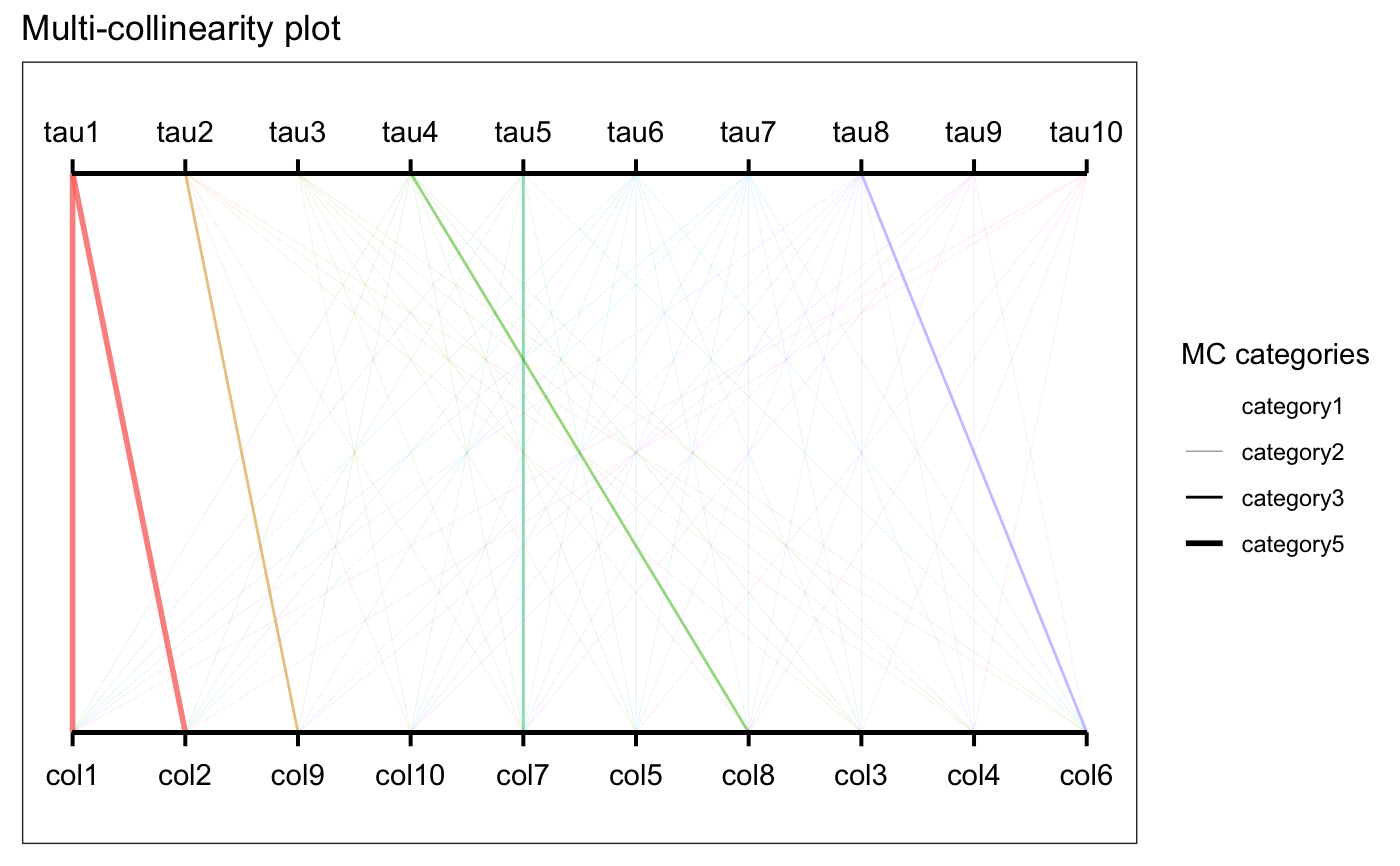 Multi-collinearity plot
tau1 tau2 tau3 tau4 tau5 tau6 tau7 tau8 tau9 tau10
col1 col2 col9 col10 col7 col5 col8 col3 col4 col6
MC categories
category1
category2
category3
category5